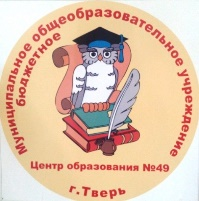 Муниципальное общеобразовательное учреждение
бюджетное
Центр образования №49
г.Тверь